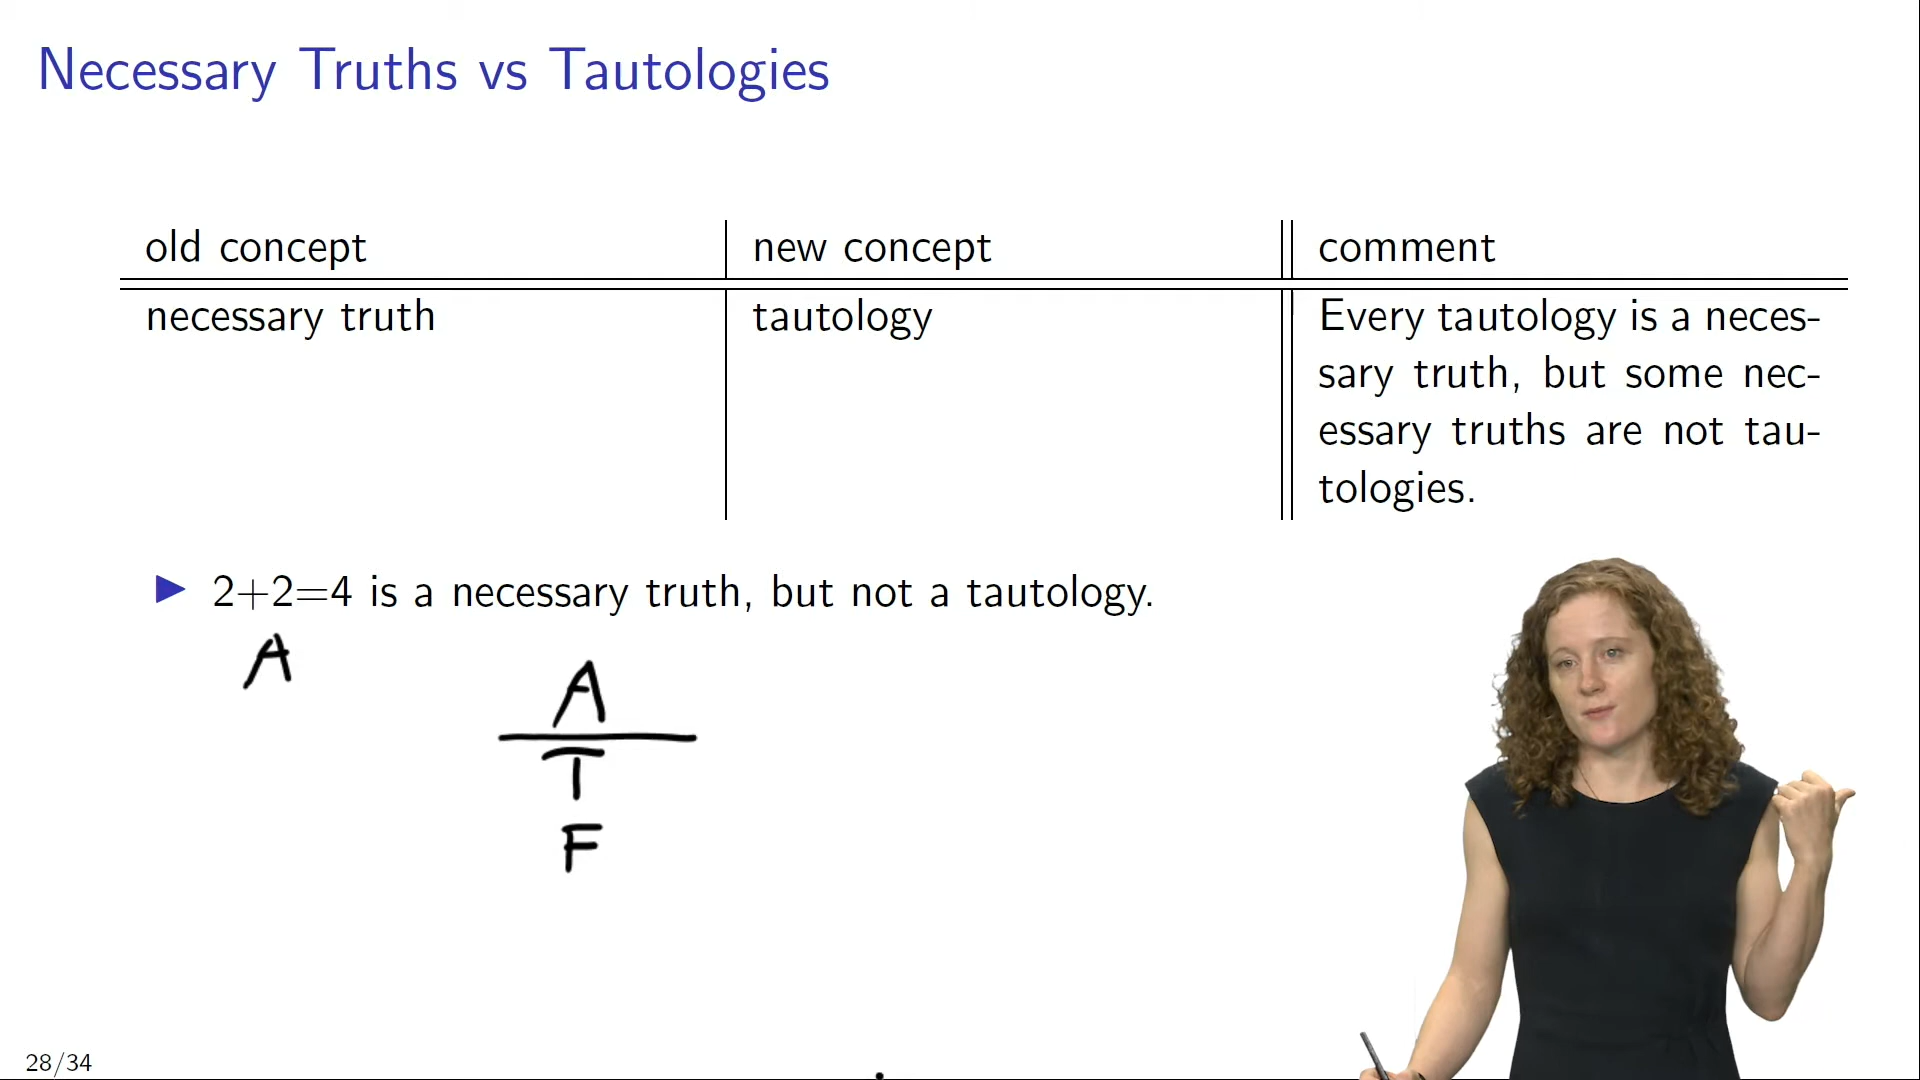 Necessary Truths vs Tautologies
old concept new concept comment
necessary truth tautology Every tautology is a neces-
sary truth, but some nec-
essary truths are not tau-
tologies.
2+2=4 is a necessary truth, but not a tautology.
A
A
T
F
28/34